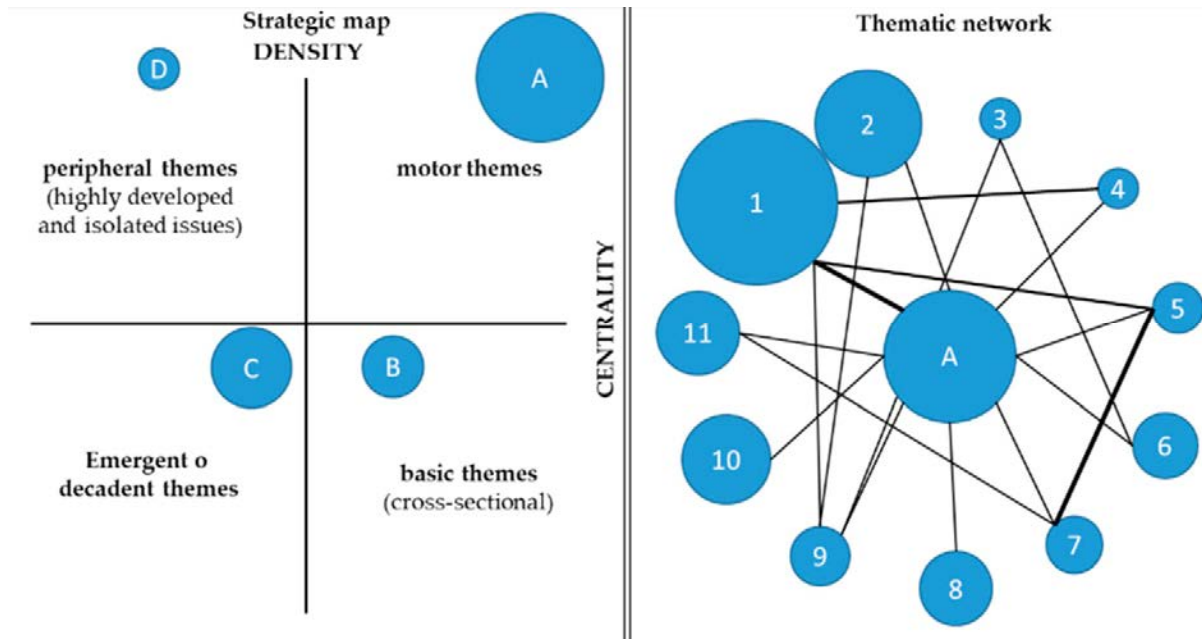 Strategic map
DENSITY
D
A
peripheral themes
(highly developed
and isolated issues)
motor themes
CENTRALITY
C
B
Emergent o
decadent themes
basic themes
(cross-sectional)
Thematic network
1
2
3
4
5
6
7
8
9
10
11
A